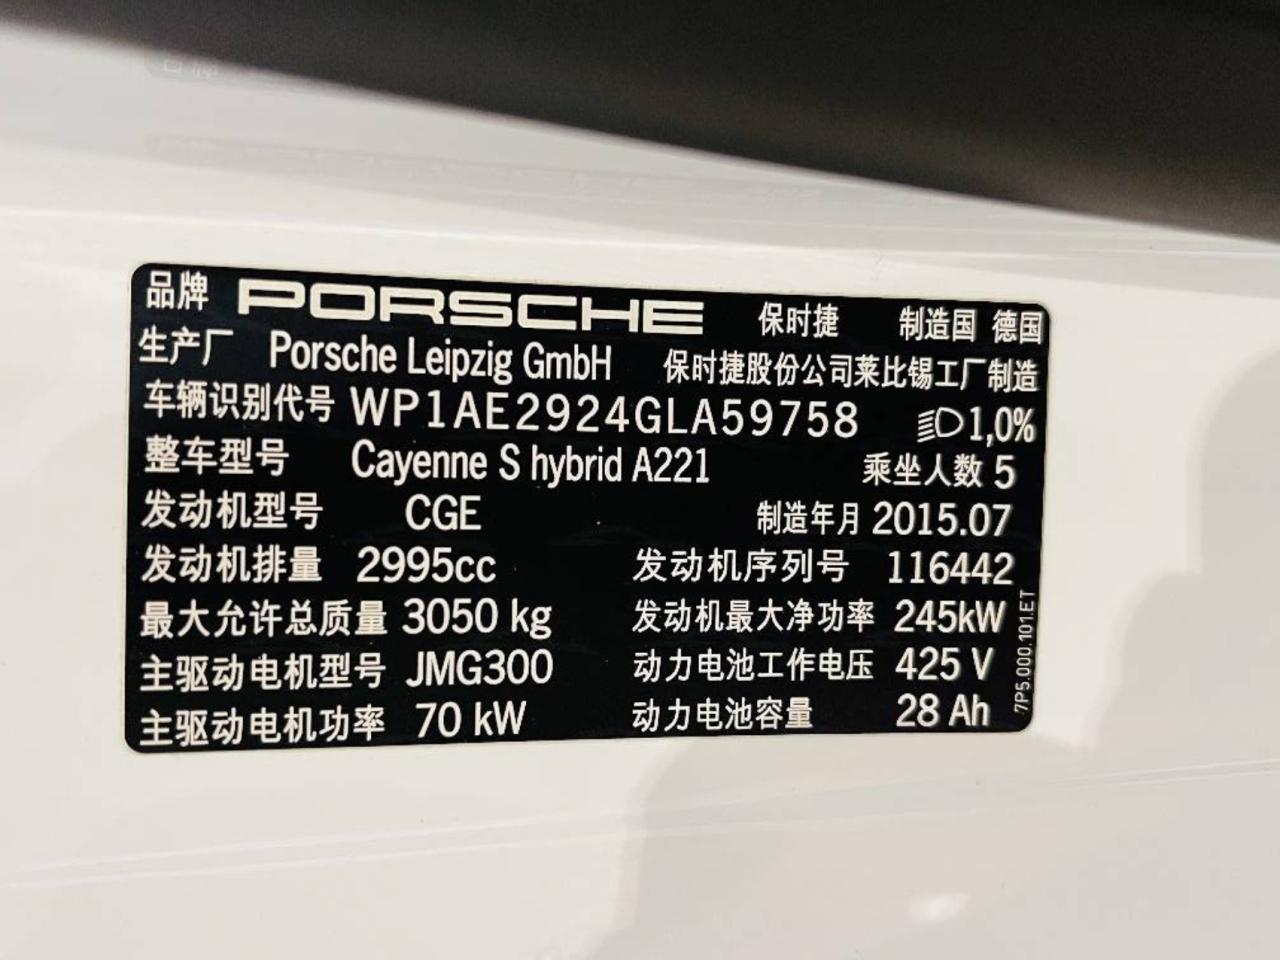 品牌 PORSCHE 保时捷 制造国 德国
生产厂 Porsche Leipzig GmbH 保时捷股份公司莱比锡工厂制造
车辆识别代号 WP1AE2924GLA59758 1,0%
整车型号 Cayenne S hybrid A221 乘坐人数 5
发动机型号 CGE 制造年月 2015.07
发动机排量 2995cc 发动机序列号 116442
最大允许总质量 3050 kg 发动机最大净功率 245kW
主驱动电机型号 JMG300 动力电池工作电压 425 V
主驱动电机功率 70 kW 动力电池容量 28 Ah
7P5.000.101.ET